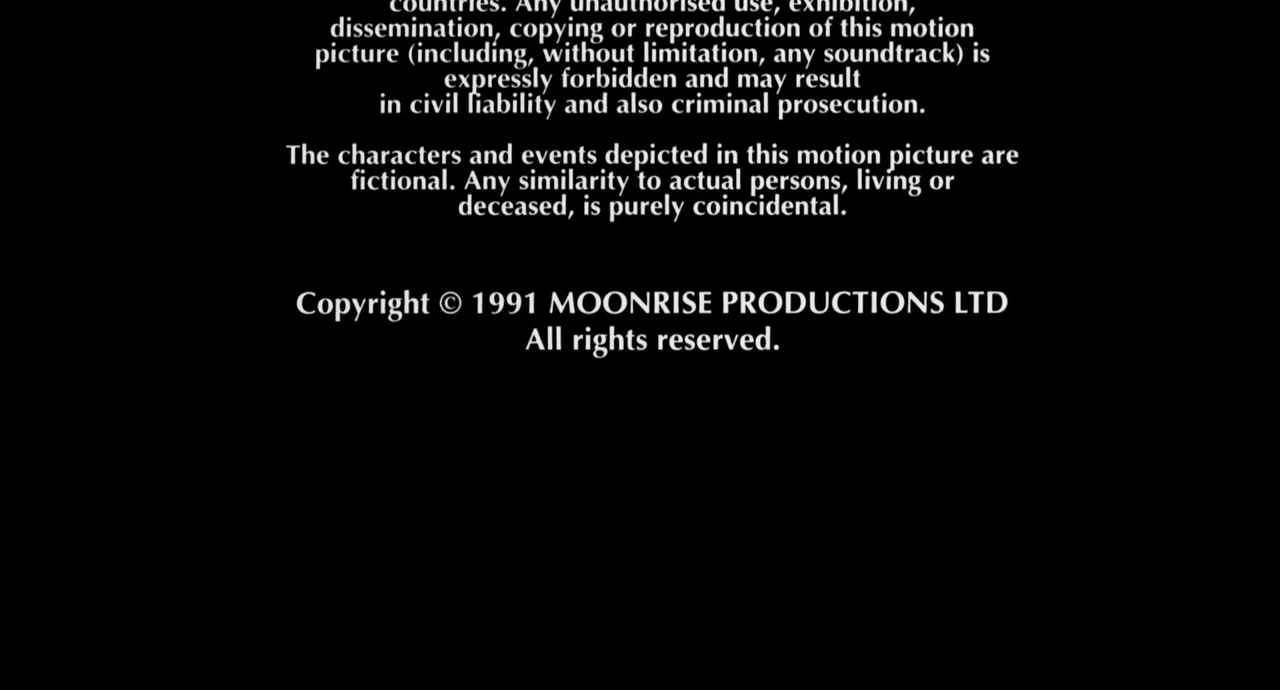 countries. Any unauthorised use, exhibition,
dissemination, copying or reproduction of this motion
picture (including, without limitation, any soundtrack) is
expressly forbidden and may result
in civil liability and also criminal prosecution.
The characters and events depicted in this motion picture are
fictional. Any similarity to actual persons, living or
deceased, is purely coincidental.
Copyright © 1991 MOONRISE PRODUCTIONS LTD
All rights reserved.